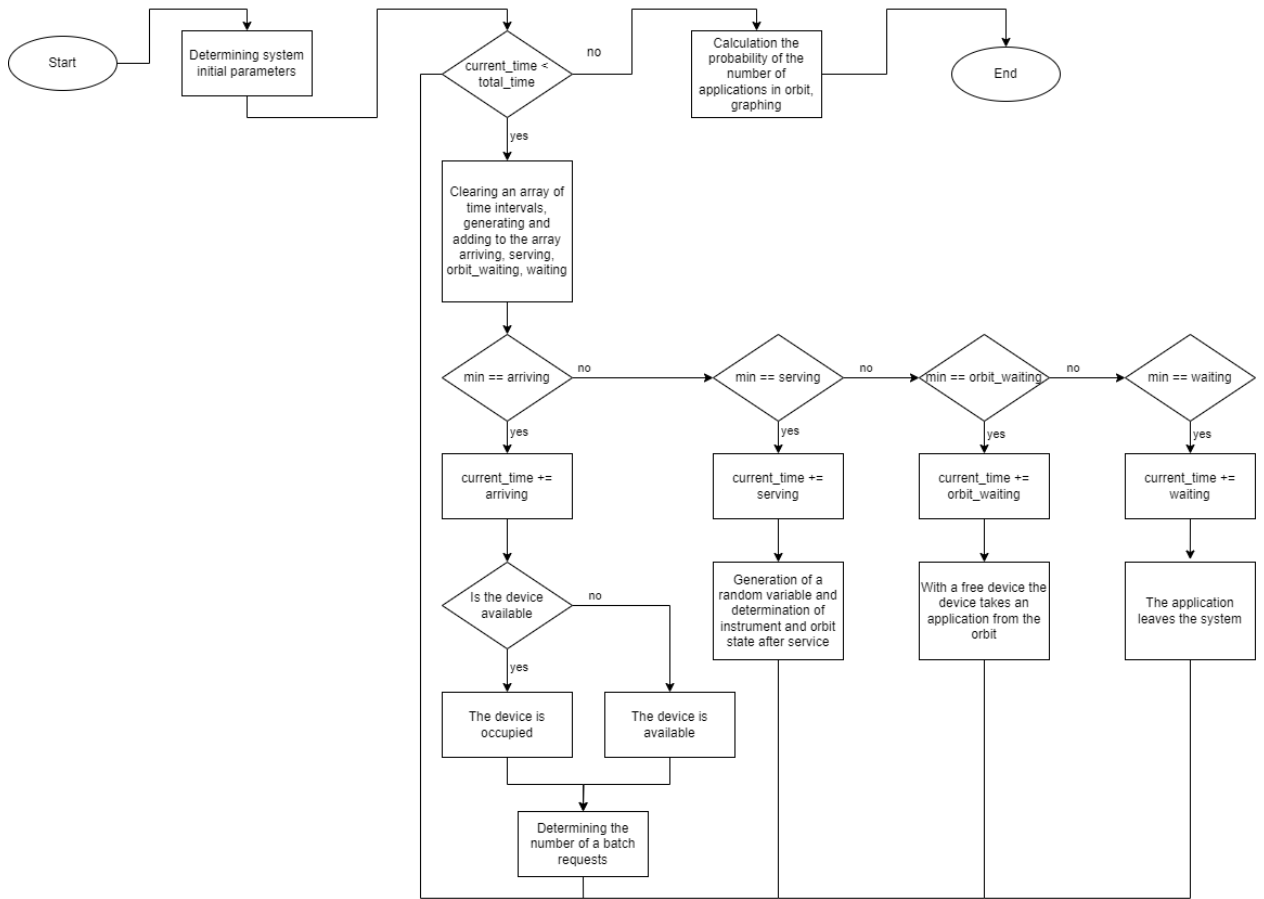 Start
Determining system
initial parameters
current_time <
total_time
no
Calculation the
probability of the
number of
applications in orbit,
graphing
End
yes
Clearing an array of
time intervals,
generating and
adding to the array
arriving, serving,
orbit_waiting, waiting
min == arriving
no
min == serving
no
min == orbit_waiting
no
min == waiting
yes
yes
yes
yes
current_time +=
arriving
current_time +=
serving
current_time +=
orbit_waiting
current_time +=
waiting
Is the device
available
no
Generation of a
random variable and
determination of
instrument and orbit
state after service
With a free device the
device takes an
application from the
orbit
The application
leaves the system
yes
The device is
occupied
The device is
available
Determining the
number of a batch
requests